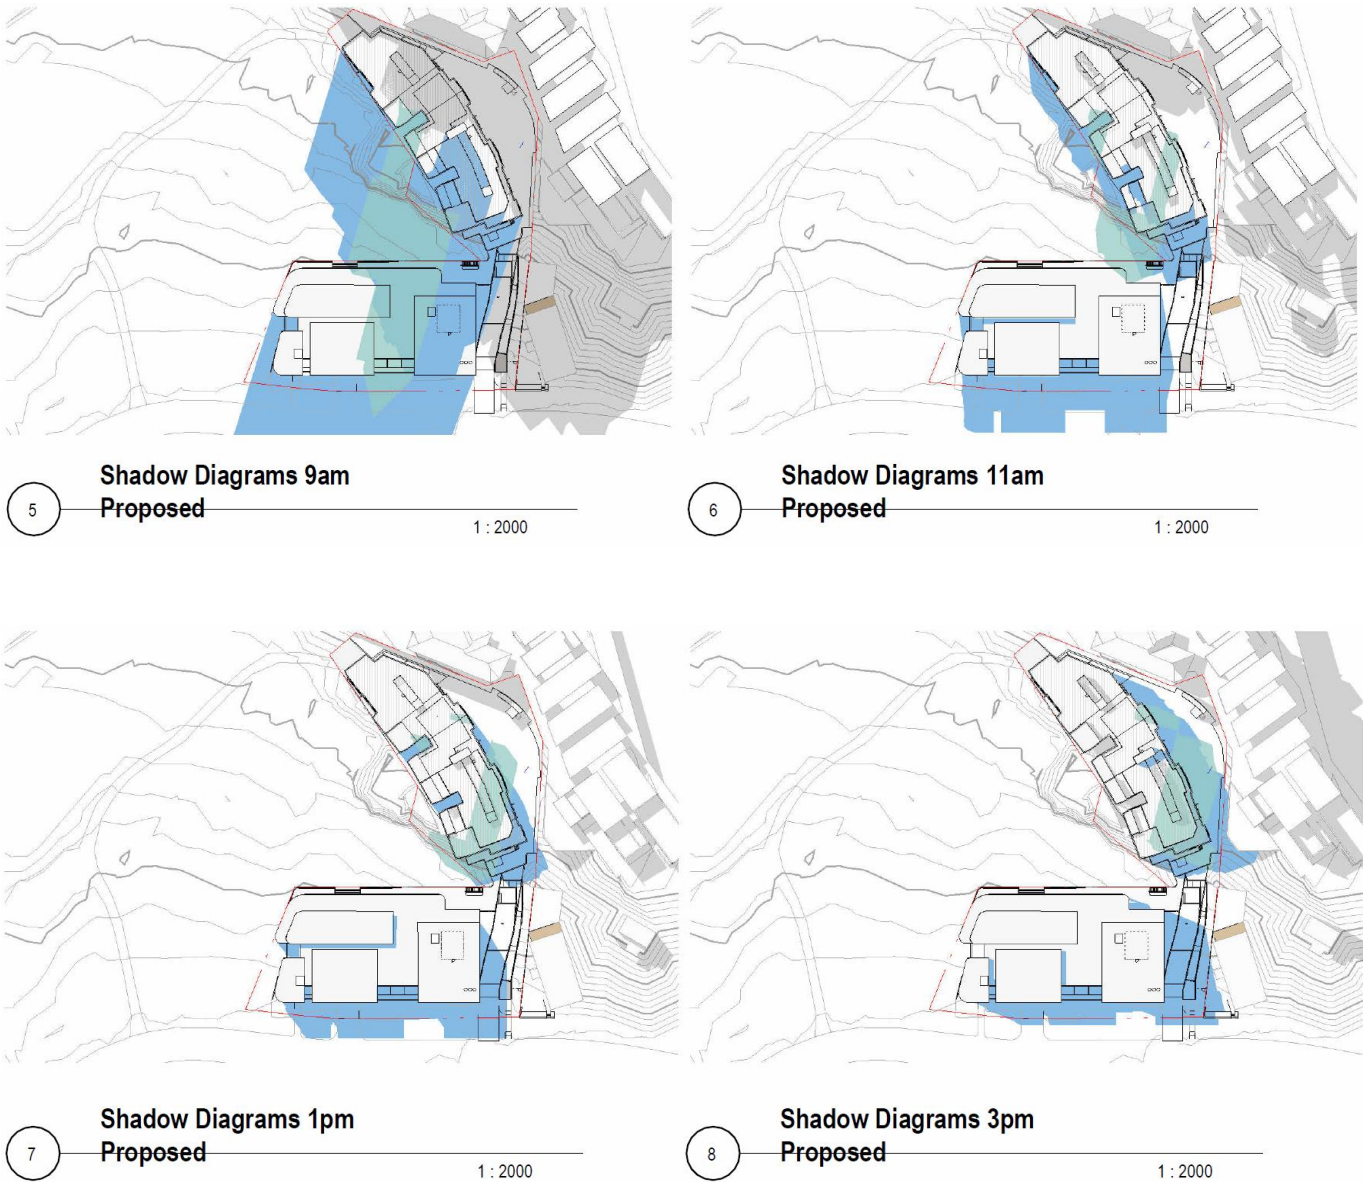 Shadow Diagrams 9am
5
Proposed
1 : 2000
Shadow Diagrams 11am
6
Proposed
1 : 2000
Shadow Diagrams 1pm
7
Proposed
1 : 2000
Shadow Diagrams 3pm
8
Proposed
1 : 2000